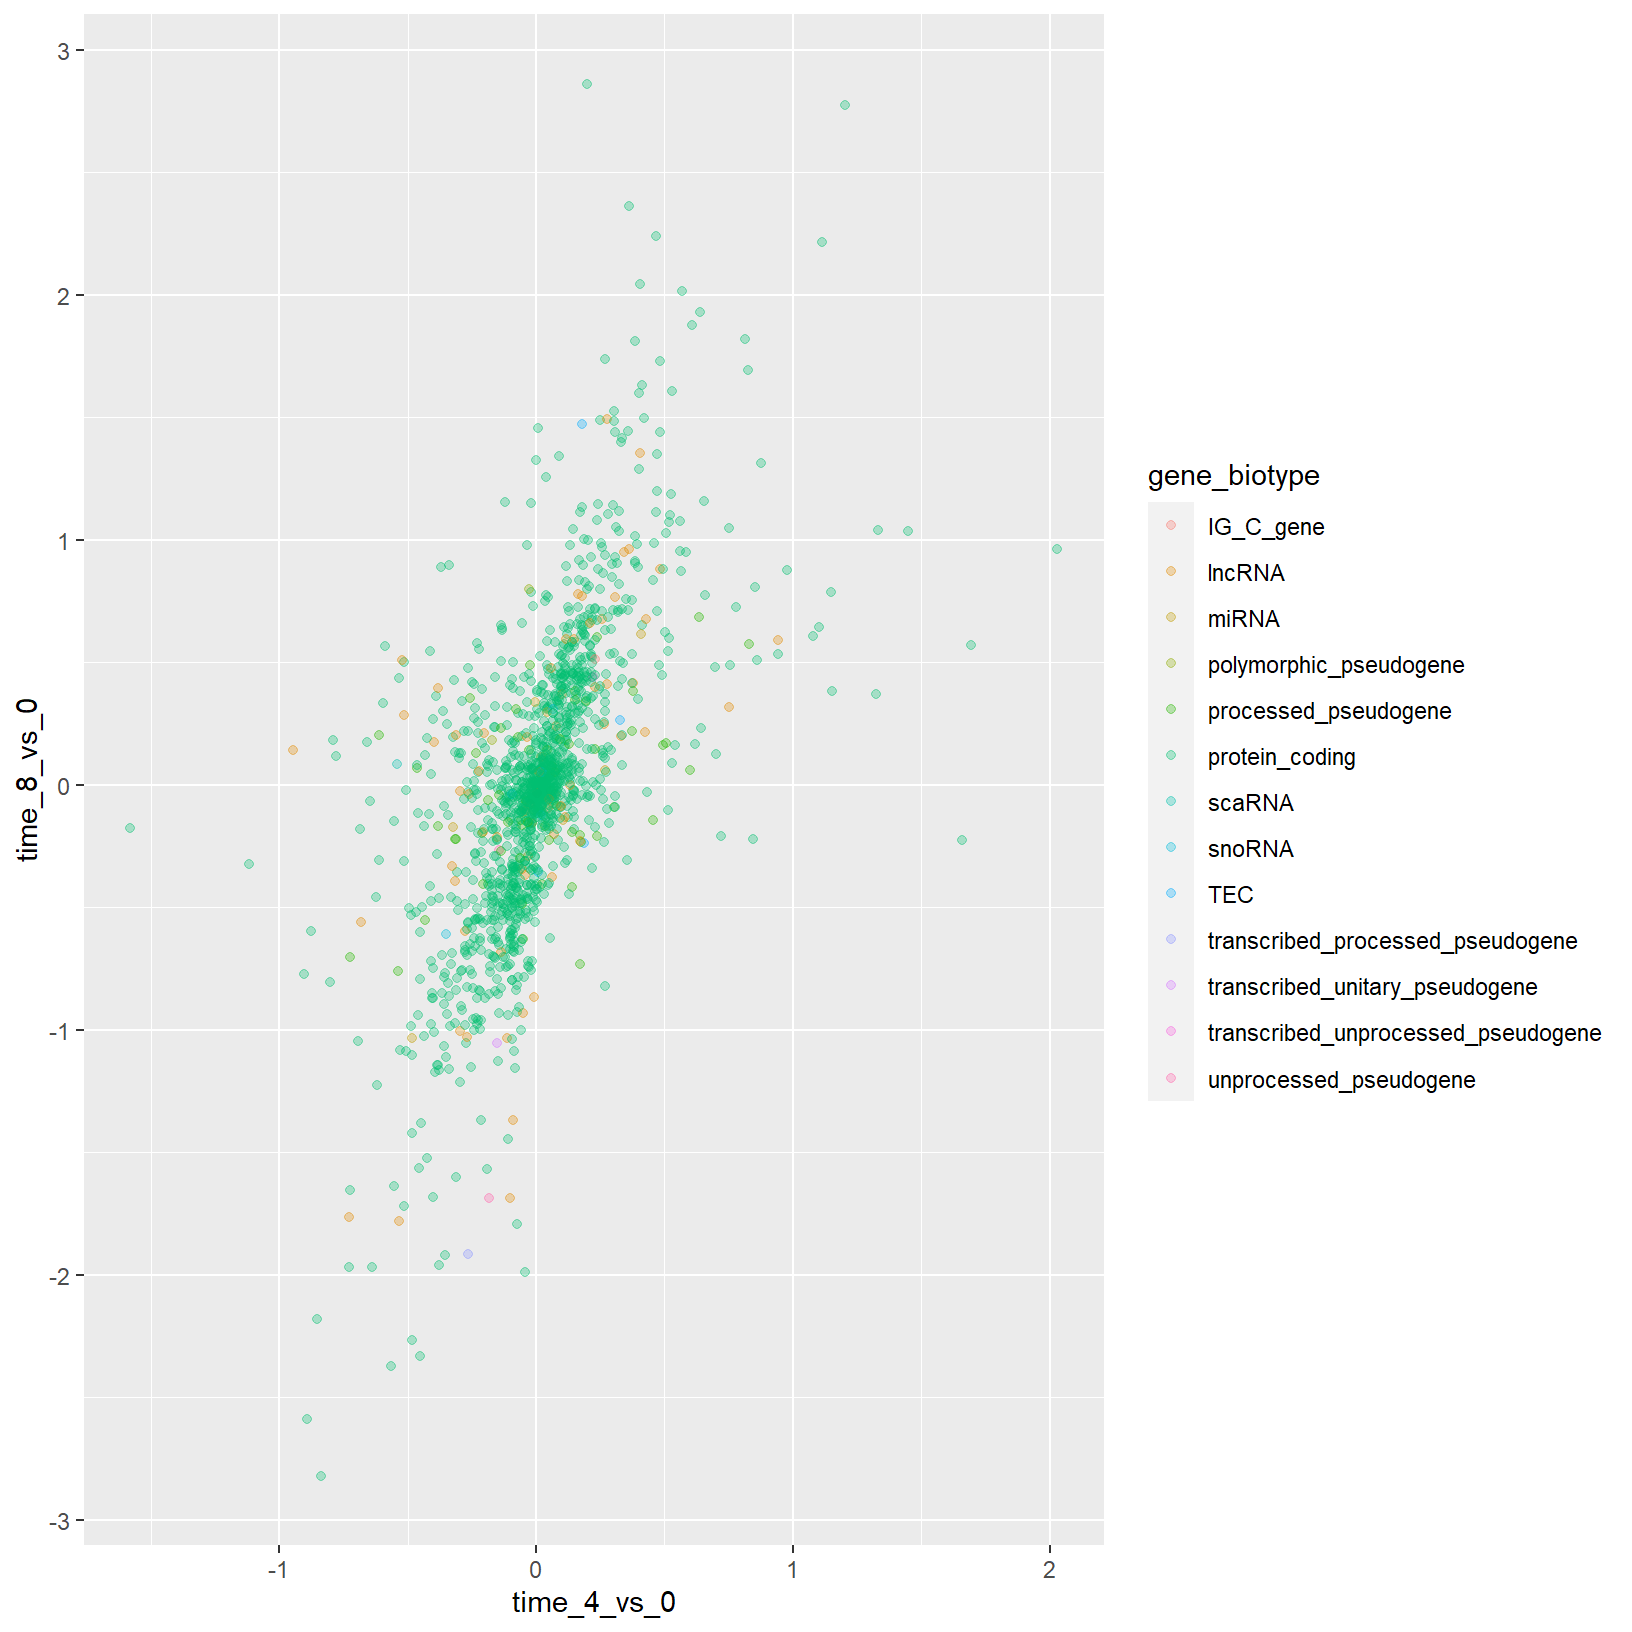 3
2
1
0
-1
-2
-3
time_8_vs_0
-1
0
1
2
time_4_vs_0
gene_biotype
IG_C_gene
lncRNA
miRNA
polymorphic_pseudogene
processed_pseudogene
protein_coding
scaRNA
snoRNA
TEC
transcribed_processed_pseudogene
transcribed_unitary_pseudogene
transcribed_unprocessed_pseudogene
unprocessed_pseudogene